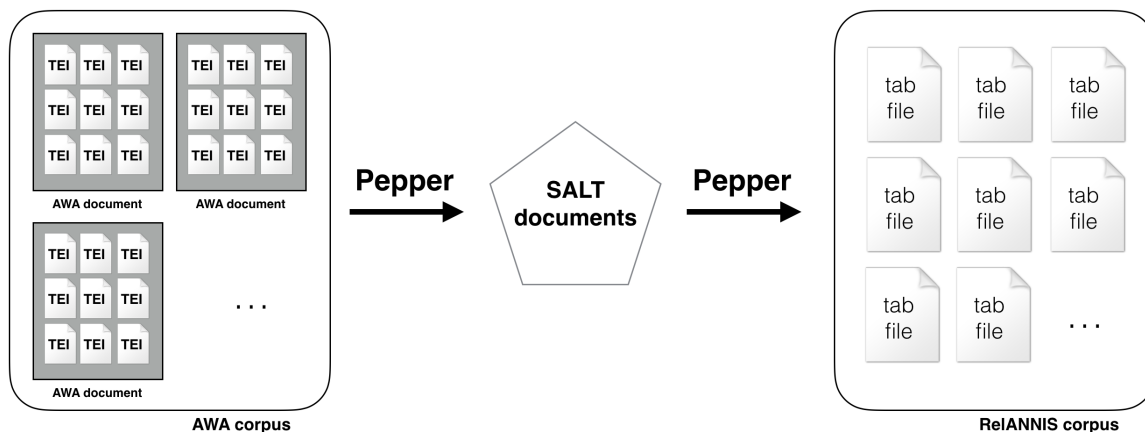 TEI TEI TEI
TEI TEI TEI
TEI TEI TEI
AWA document
TEI TEI TEI
TEI TEI TEI
TEI TEI TEI
AWA document
TEI TEI TEI
TEI TEI TEI
TEI TEI TEI
AWA document
. . .
AWA corpus
Pepper
SALT
documents
Pepper
tab
file
tab
file
tab
file
tab
file
tab
file
tab
file
tab
file
tab
file
. . .
RelANNIS corpus